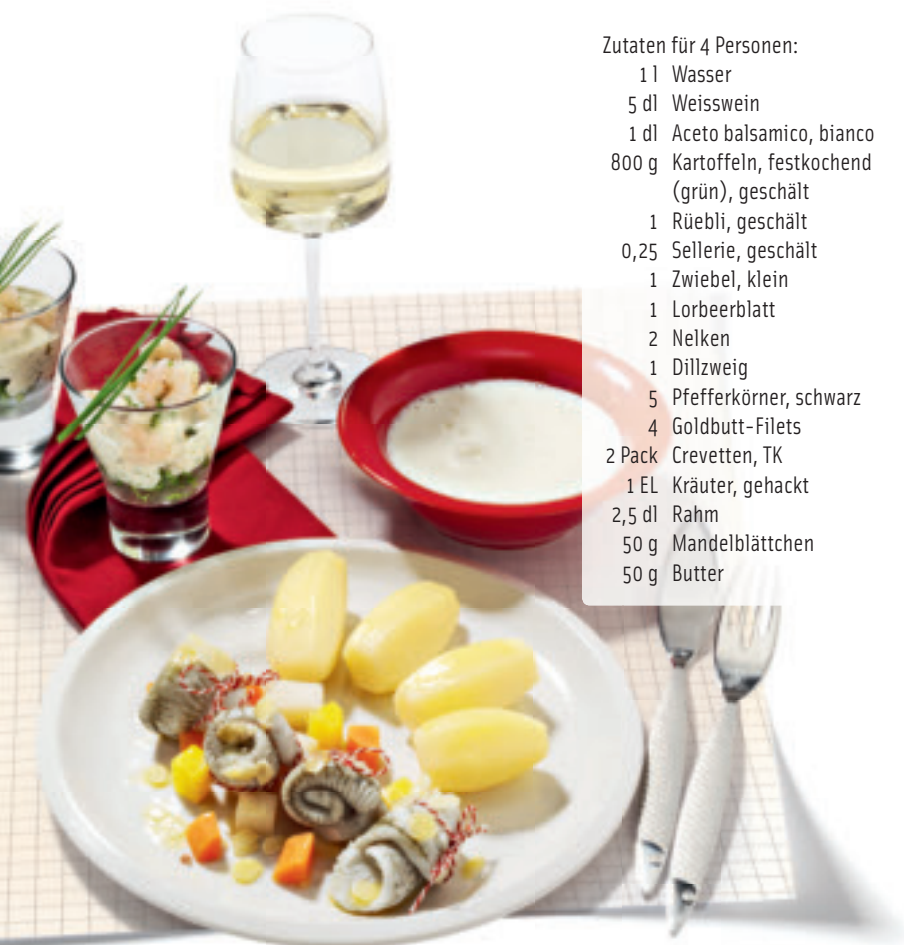 Zutaten für 4 Personen:
1 l Wasser
5 dl Weisswein
1 dl Aceto balsamico, bianco
800 g Kartoffeln, festkochend
(grün), geschält
1 Rüebli, geschält
0,25 Sellerie, geschält
1 Zwiebel, klein
1 Lorbeerblatt
2 Nelken
1 Dillzweig
5 Pfefferkörner, schwarz
4 Goldbutt-Filets
2 Pack Crevetten, TK
1 EL Kräuter, gehackt
2,5 dl Rahm
50 g Mandelblättchen
50 g Butter